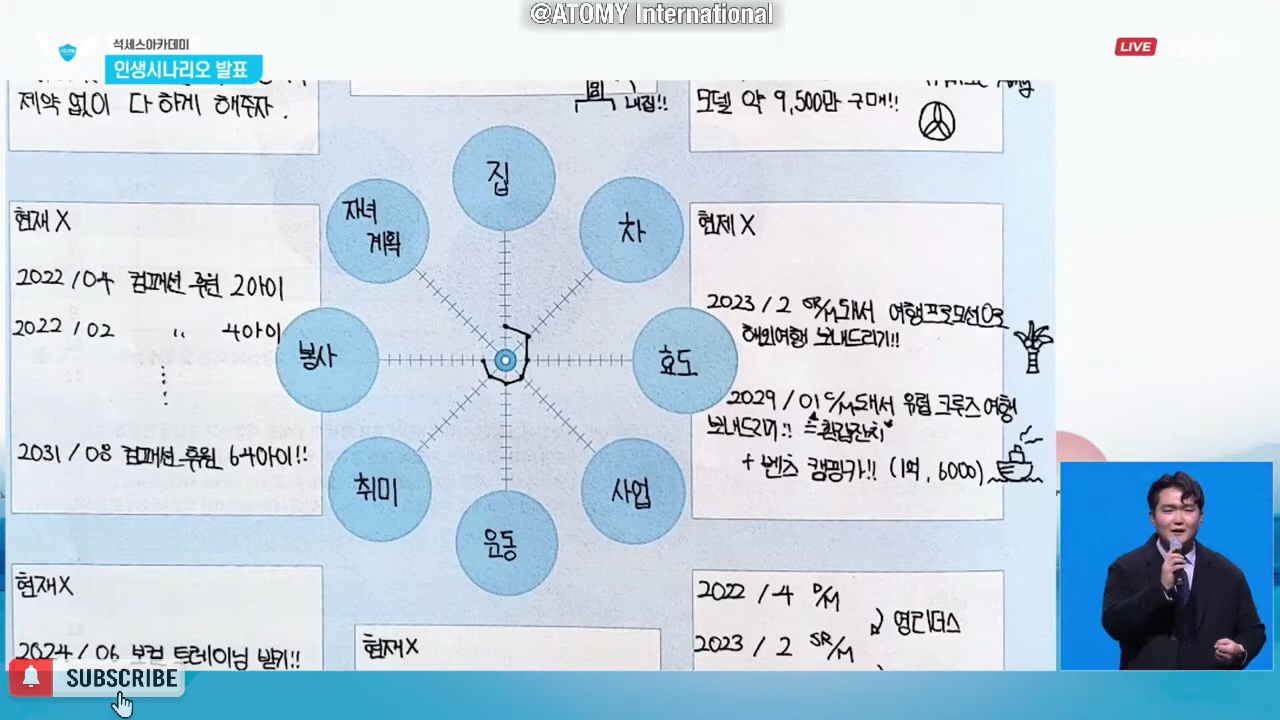 @ATOMY International
석세스아카데미
인생시나리오 발표
LIVE
제약 없이 다 하게 해주자.
내집!!
모델 약 9,500만 구매!!
집
자녀
계획
차
현재 X
2022/04 컴패션 후원 2아이
2022/02 〃 4아이
2031/08 컴패션 후원 64아이!!
현제 X
2023/2 SR/M돼서 여행프로모션으로
해외여행 보내드리기!!
2029/01 C/M돼서 유럽 크루즈 여행
보내드리기!! = 환갑잔치
+ 벤츠 캠핑카!! (1억, 6000)
봉사
효도
취미
사업
운동
현재X
2024/06 보컬 트레이닝 받기!!
현재X
2022/4 D/M
영리더스
2023/2 SR/M
SUBSCRIBE